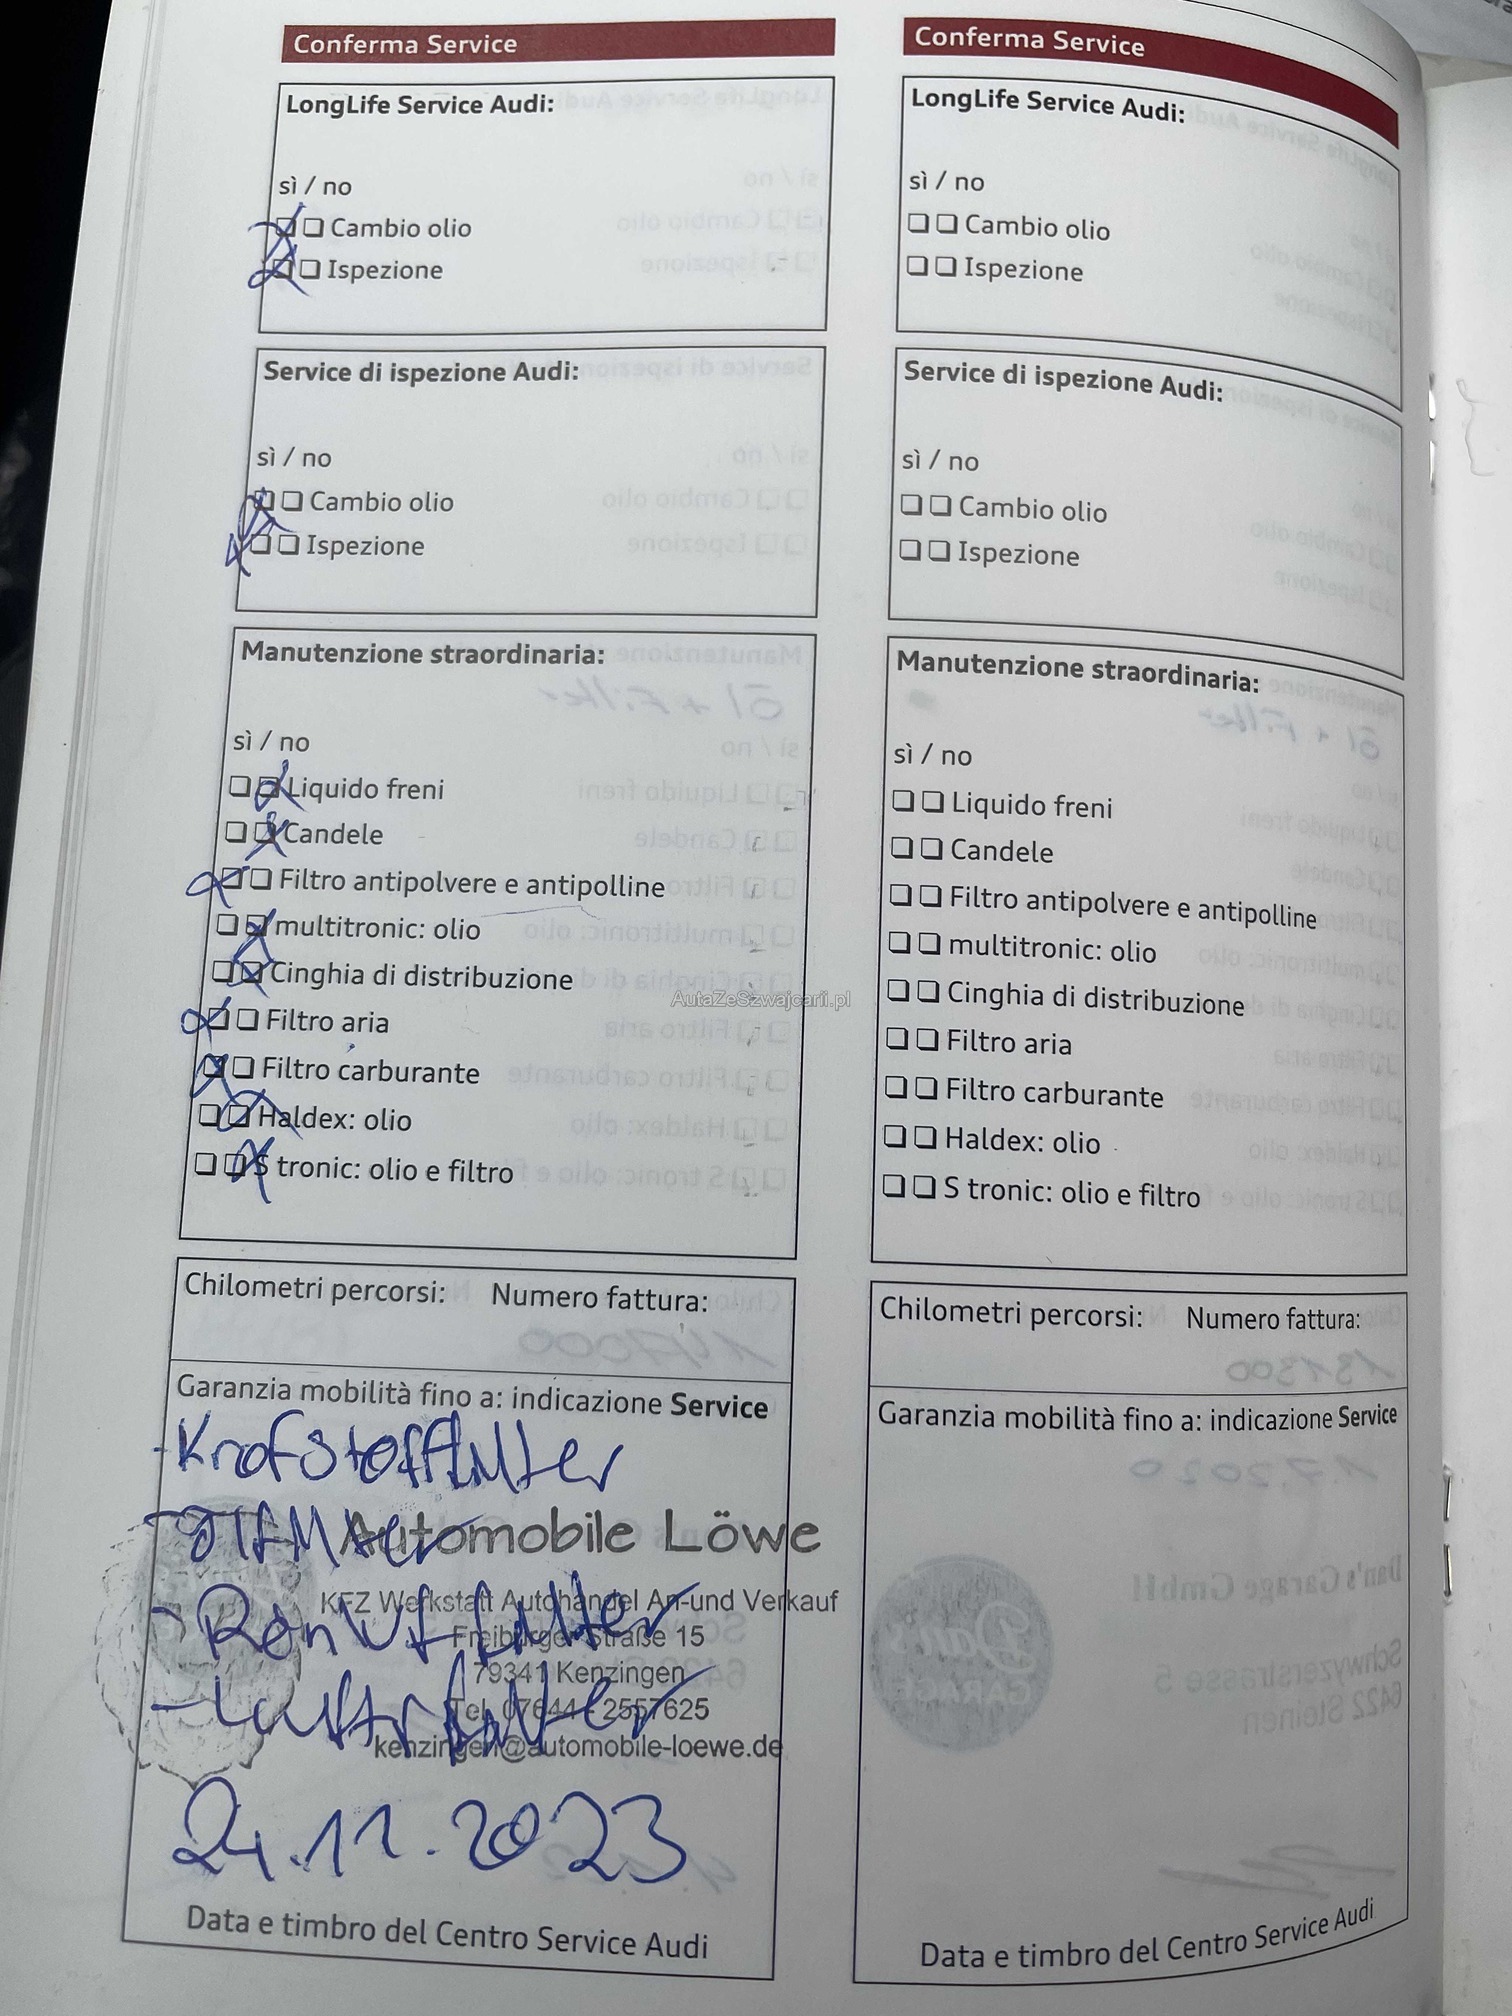 Conferma Service
LongLife Service Audi:
sì / no
Cambio olio
Ispezione
Service di ispezione Audi:
sì / no
Cambio olio
Ispezione
Manutenzione straordinaria:
sì / no
Liquido freni
Candele
Filtro antipolvere e antipolline
multitronic: olio
Cinghia di distribuzione
Filtro aria
Filtro carburante
Haldex: olio
S tronic: olio e filtro
Chilometri percorsi: Numero fattura:
Garanzia mobilità fino a: indicazione Service
Automobile Löwe
KFZ Werkstatt Autohandel An-und Verkauf
Freiburger Straße 15
79341 Kenzingen
Tel. 07644 - 2557625
kenzingen@automobile-loewe.de
24.11.2023
Data e timbro del Centro Service Audi
Conferma Service
LongLife Service Audi:
sì / no
Cambio olio
Ispezione
Service di ispezione Audi:
sì / no
Cambio olio
Ispezione
Manutenzione straordinaria:
sì / no
Liquido freni
Candele
Filtro antipolvere e antipolline
multitronic: olio
Cinghia di distribuzione
Filtro aria
Filtro carburante
Haldex: olio
S tronic: olio e filtro
Chilometri percorsi: Numero fattura:
Garanzia mobilità fino a: indicazione Service
Data e timbro del Centro Service Audi
AutaZeSzwajcarii.pl